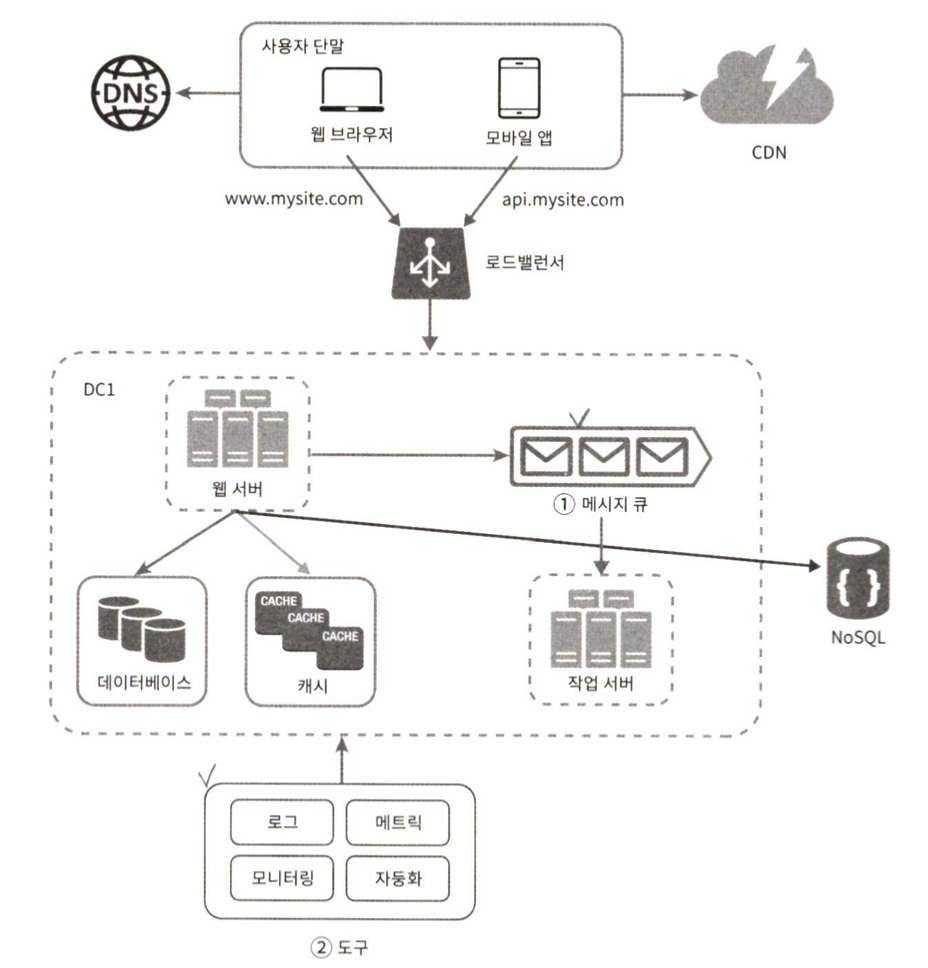 사용자 단말
DNS
웹 브라우저
모바일 앱
CDN
www.mysite.com
api.mysite.com
로드밸런서
DC1
웹 서버
① 메시지 큐
CACHE
CACHE
CACHE
데이터베이스
캐시
작업 서버
{ }
NoSQL
로그
메트릭
모니터링
자동화
② 도구